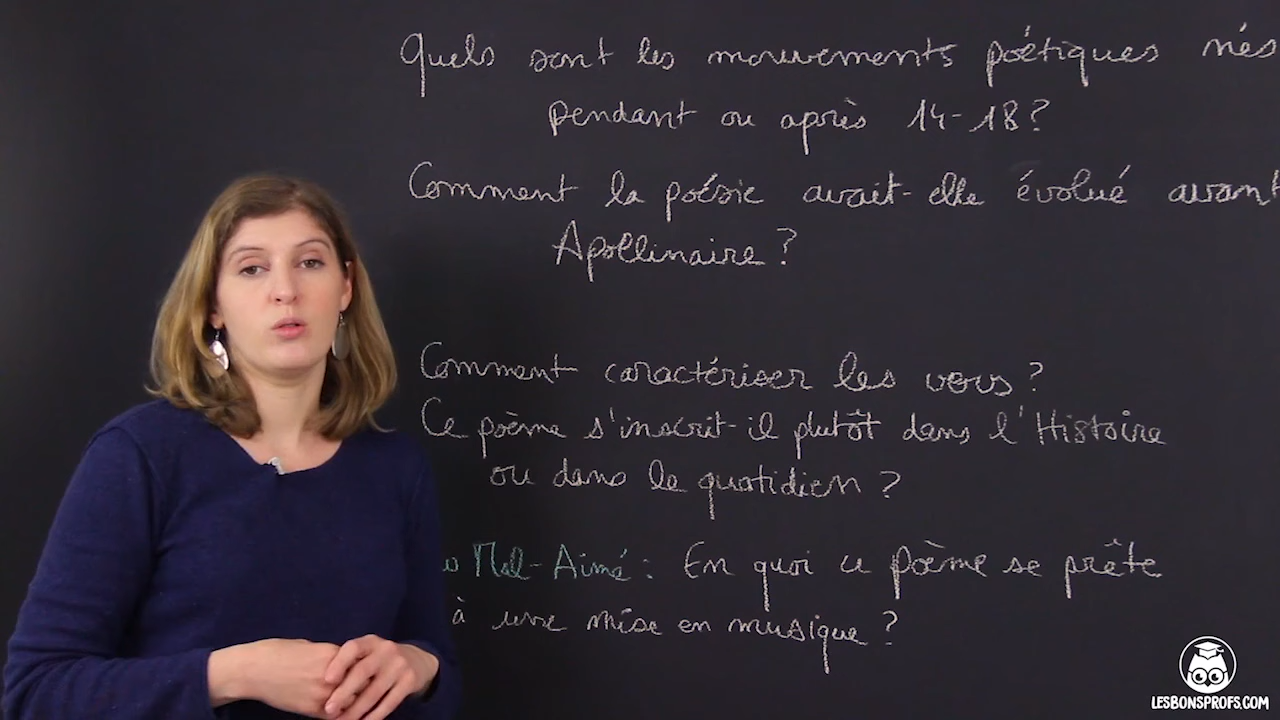 Quels sont les mouvements poétiques nés
pendant ou après 14-18?
Comment la poésie avait-elle évolué avant
Apollinaire?
Comment caractériser les vers?
Ce poème s'inscrit-il plutôt dans l'Histoire
ou dans le quotidien?
Mal-Aimé: En quoi ce poème se prête
à une mise en musique?
LESBONSPROFS.COM